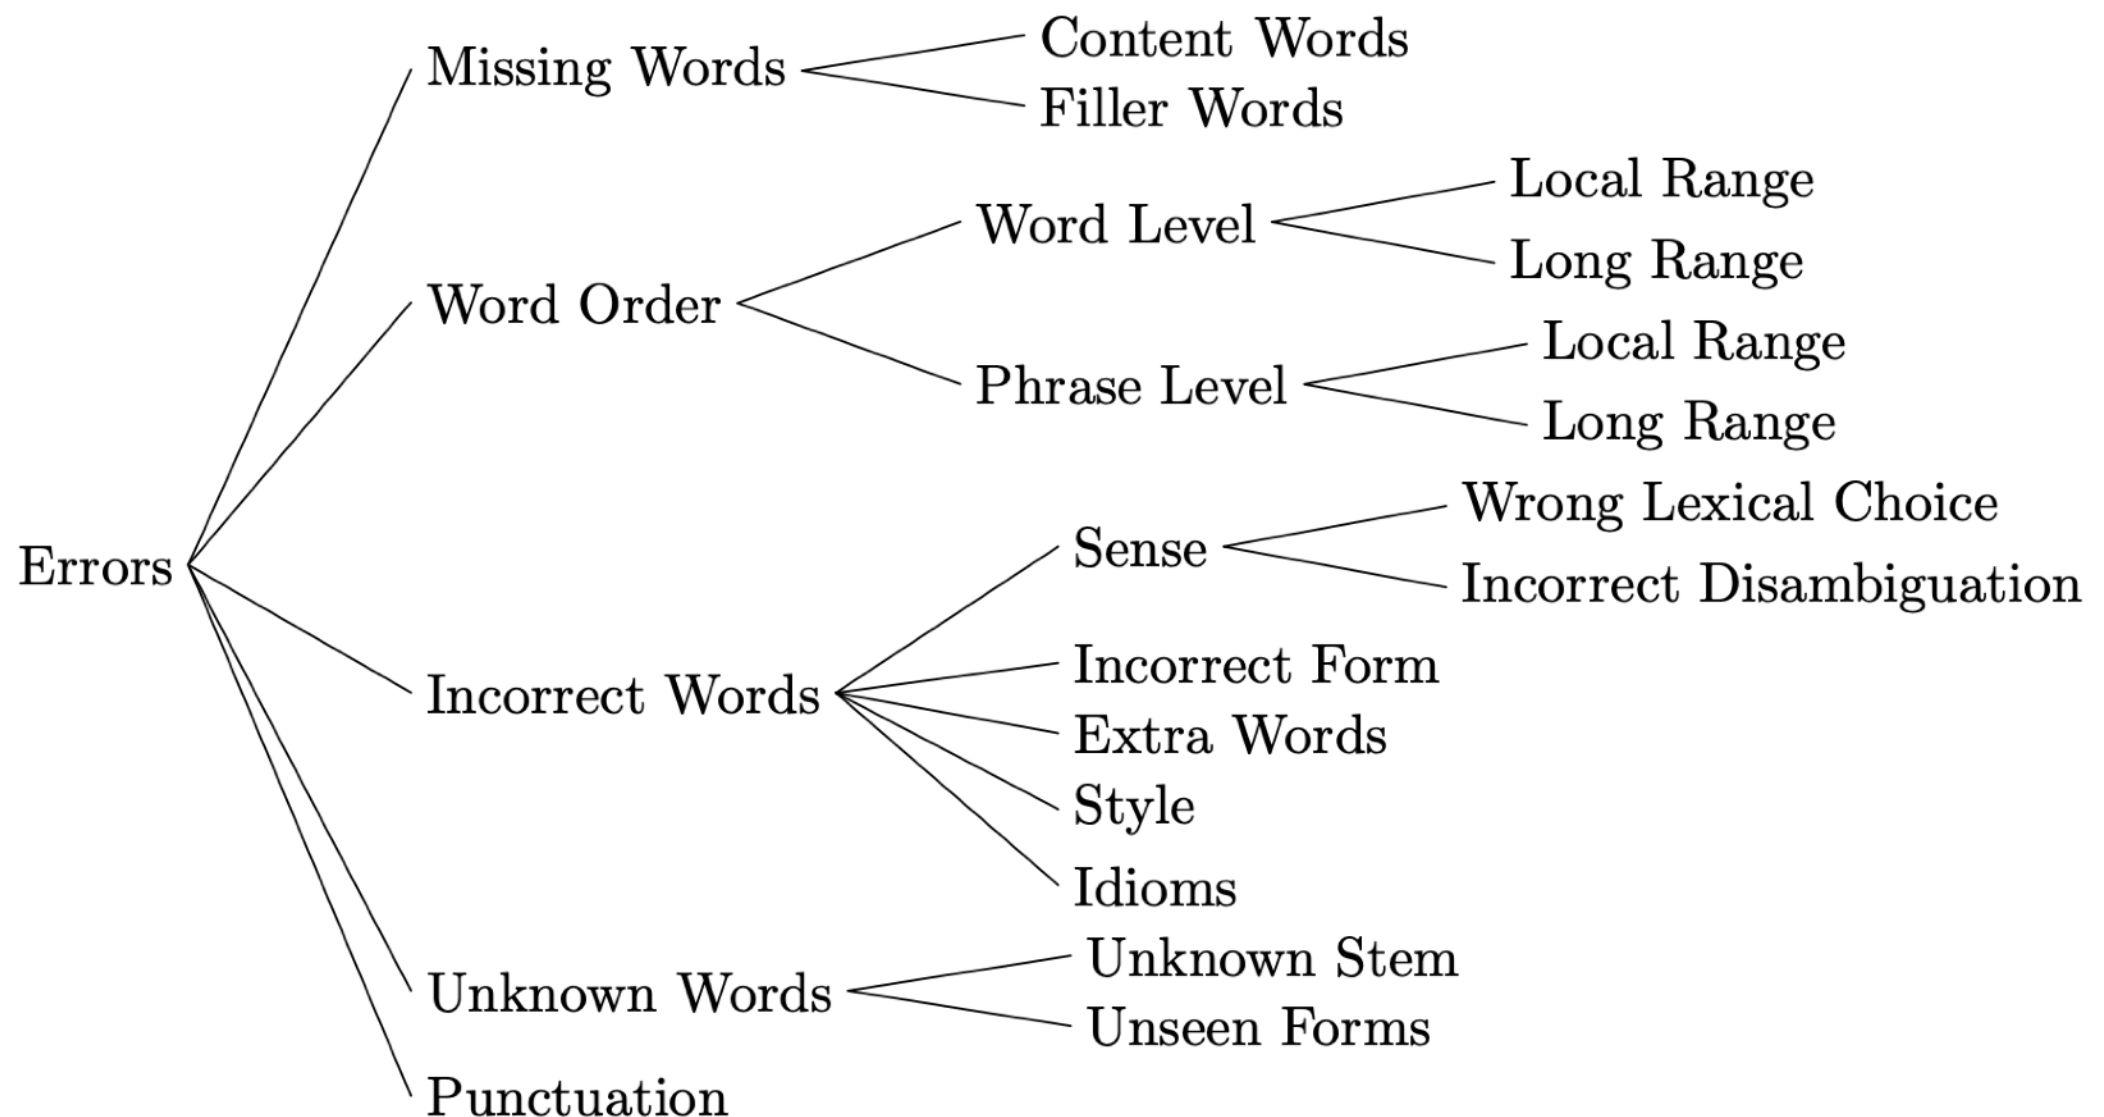 Errors
Missing Words
Content Words
Filler Words
Word Order
Word Level
Local Range
Long Range
Phrase Level
Local Range
Long Range
Incorrect Words
Sense
Wrong Lexical Choice
Incorrect Disambiguation
Incorrect Form
Extra Words
Style
Idioms
Unknown Words
Unknown Stem
Unseen Forms
Punctuation